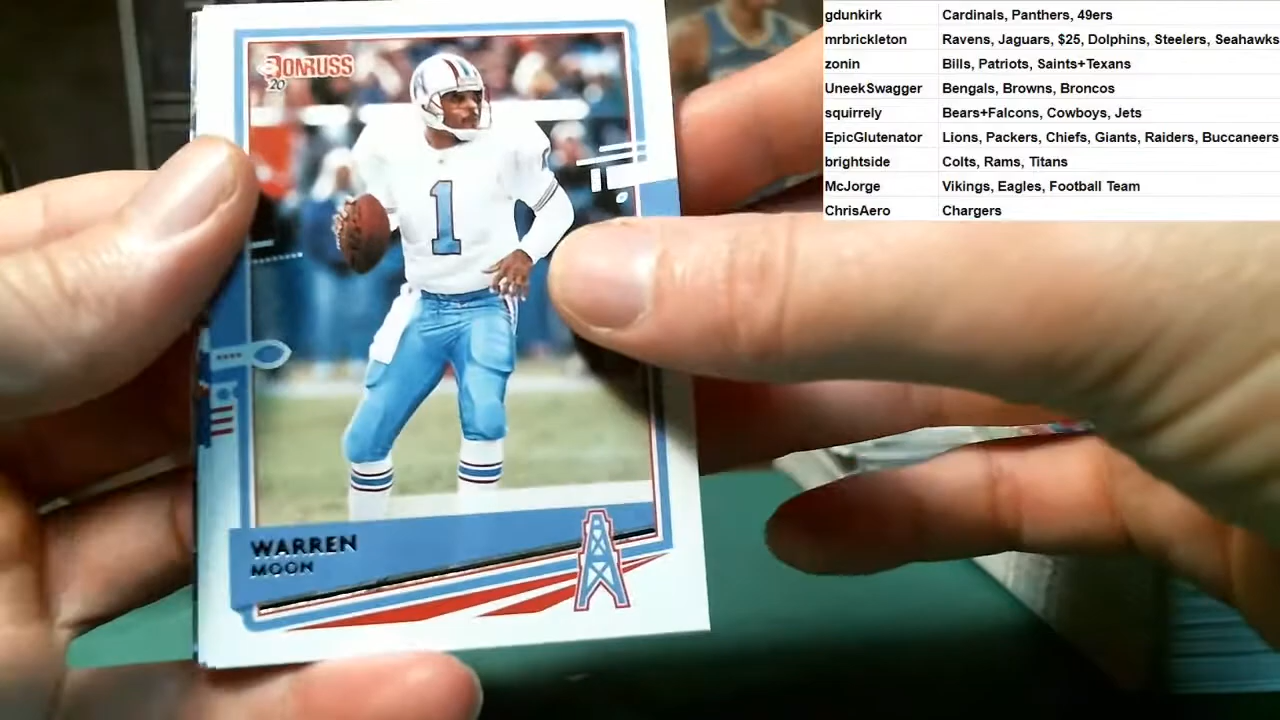 DONRUSS
20
1
WARREN
MOON
gdunkirk Cardinals, Panthers, 49ers
mrbrickleton Ravens, Jaguars, $25, Dolphins, Steelers, Seahawks
zonin Bills, Patriots, Saints+Texans
UneekSwagger Bengals, Browns, Broncos
squirrely Bears+Falcons, Cowboys, Jets
EpicGlutenator Lions, Packers, Chiefs, Giants, Raiders, Buccaneers
brightside Colts, Rams, Titans
McJorge Vikings, Eagles, Football Team
ChrisAero Chargers